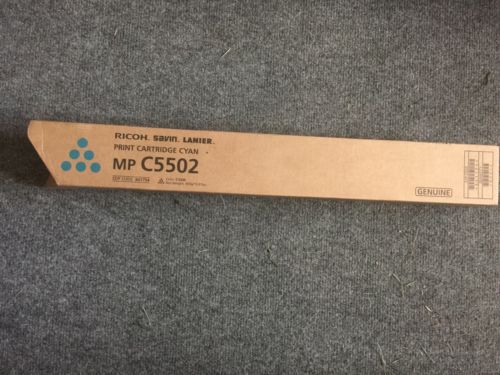 RICOH. savin. LANIER.
PRINT CARTRIDGE CYAN
MP C5502
GENUINE